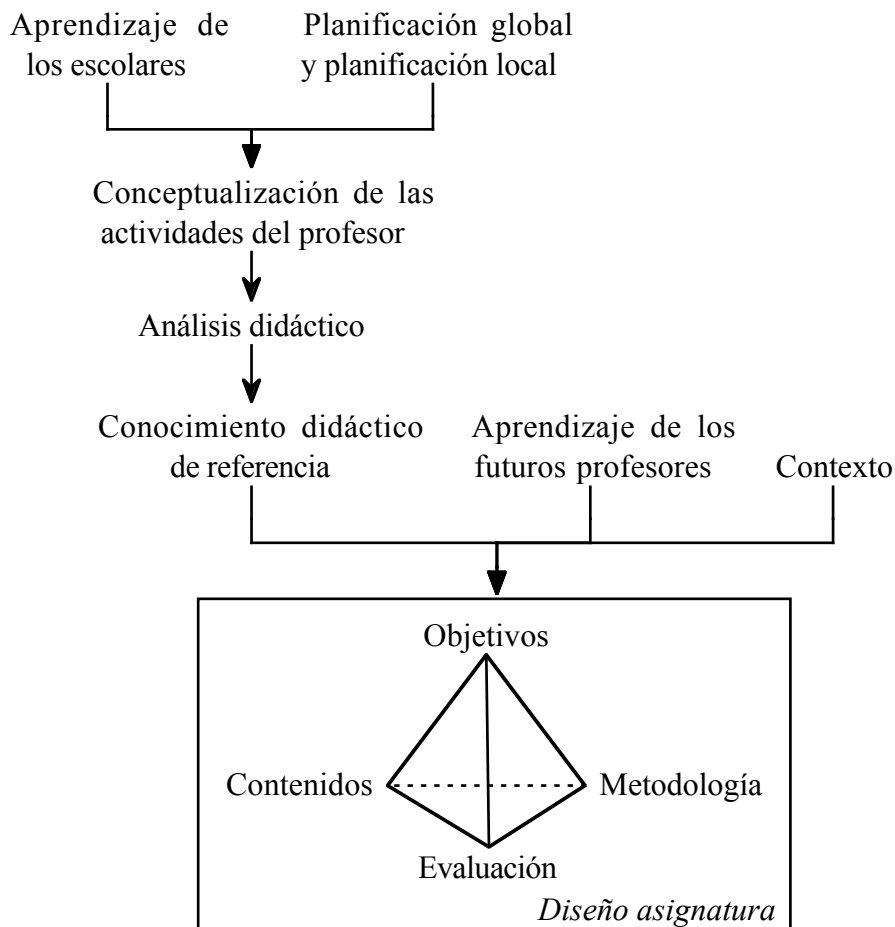 Aprendizaje de
los escolares
Planificación global
y planificación local
Conceptualización de las
actividades del profesor
Análisis didáctico
Conocimiento didáctico
de referencia
Aprendizaje de los
futuros profesores
Contexto
Objetivos
Contenidos
Metodología
Evaluación
Diseño asignatura